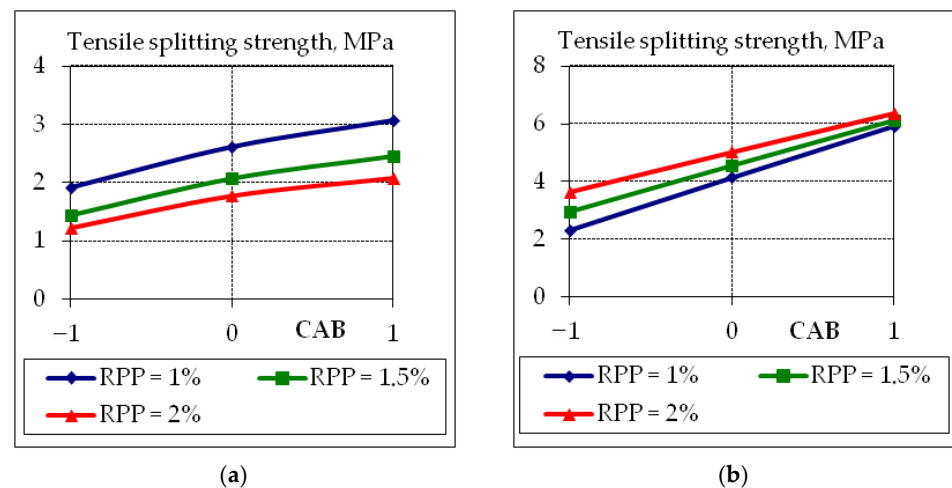 Tensile splitting strength, MPa
4
3
2
1
0
−1 0 CAB 1
RPP = 1% RPP = 1.5%
RPP = 2%
(a)
Tensile splitting strength, MPa
8
6
4
2
0
−1 0 CAB 1
RPP = 1% RPP = 1.5%
RPP = 2%
(b)